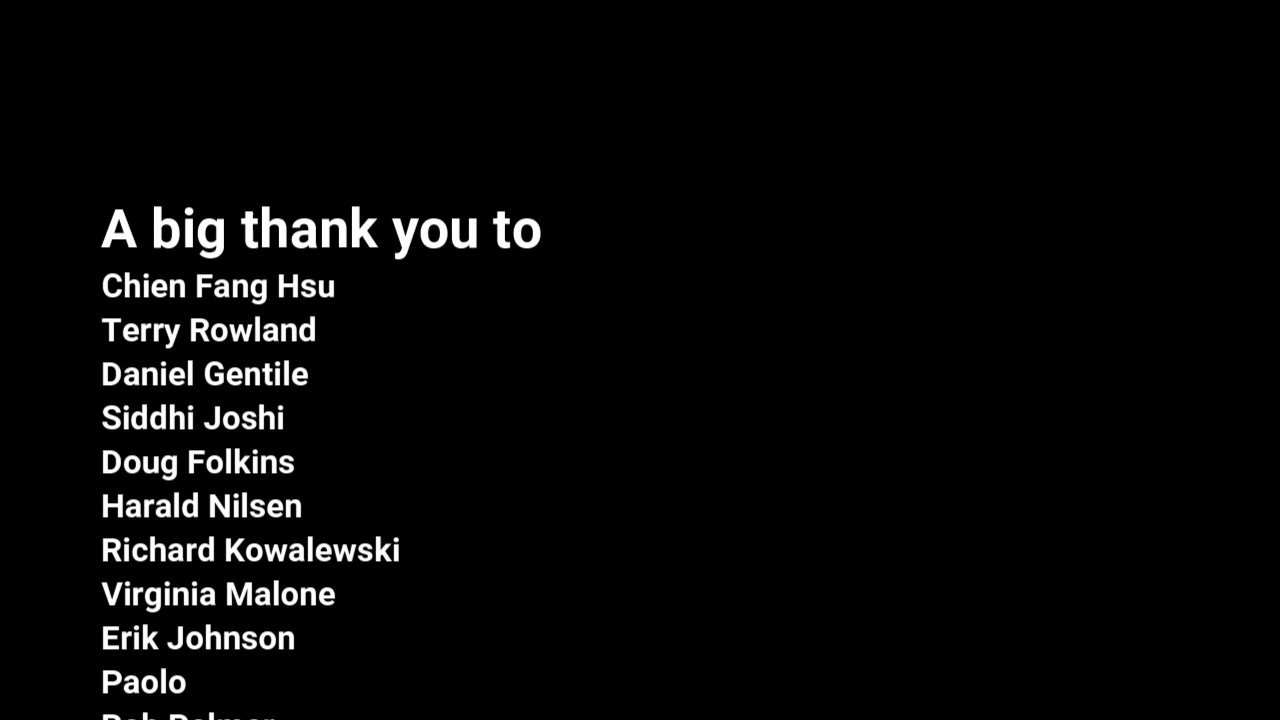 A big thank you to
Chien Fang Hsu
Terry Rowland
Daniel Gentile
Siddhi Joshi
Doug Folkins
Harald Nilsen
Richard Kowalewski
Virginia Malone
Erik Johnson
Paolo